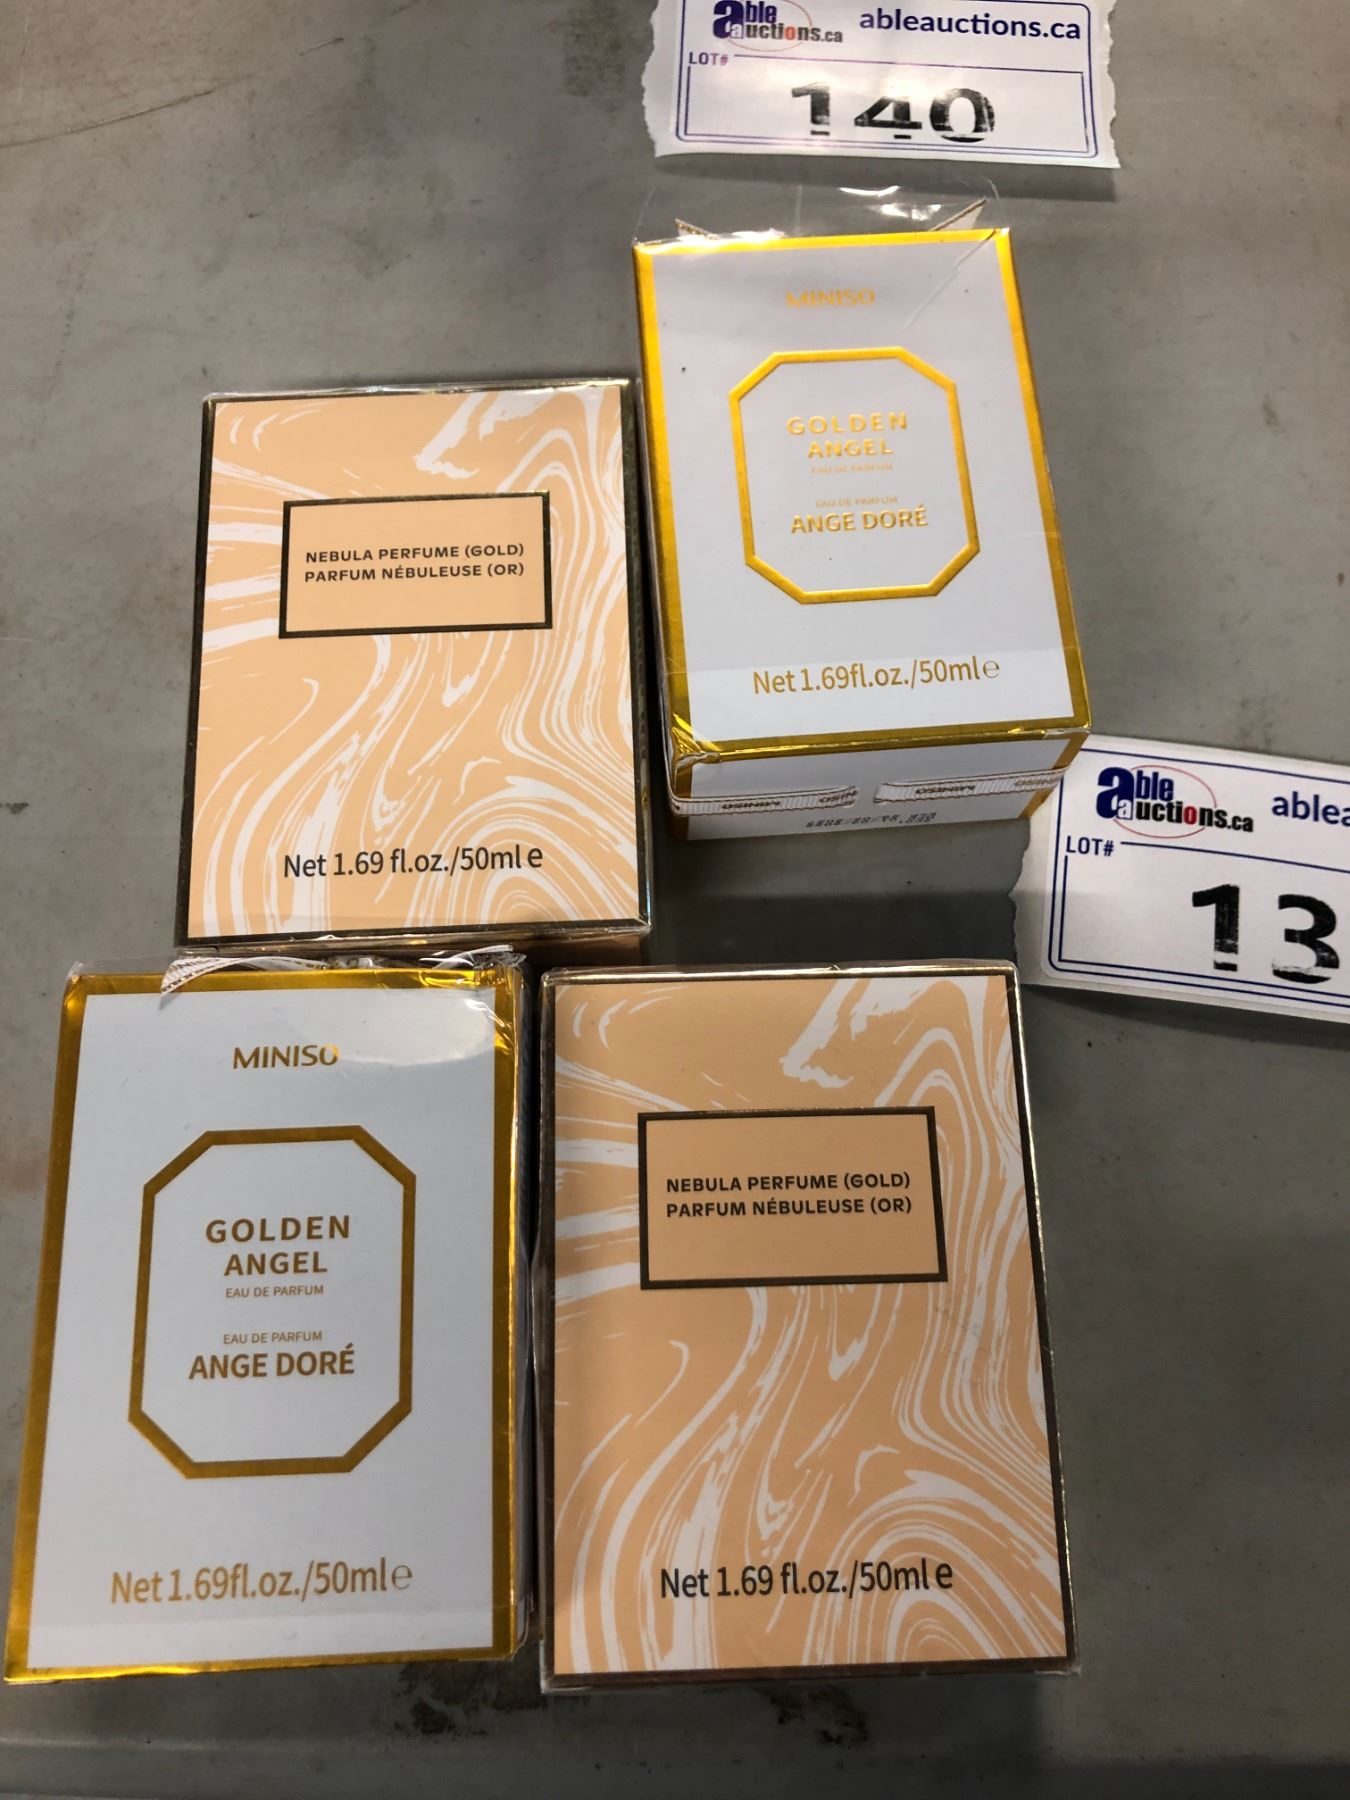 able auctions.ca
ableauctions.ca
LOT#
140
MINISO
GOLDEN
ANGEL
EAU DE PARFUM
EAU DE PARFUM
ANGE DORÉ
Net 1.69fl.oz./50ml e
MINISO
MINISO
NEBULA PERFUME (GOLD)
PARFUM NÉBULEUSE (OR)
Net 1.69 fl.oz./50ml e
able auctions.ca
LOT#
13
MINISO
GOLDEN
ANGEL
EAU DE PARFUM
EAU DE PARFUM
ANGE DORÉ
Net 1.69fl.oz./50ml e
NEBULA PERFUME (GOLD)
PARFUM NÉBULEUSE (OR)
Net 1.69 fl.oz./50ml e